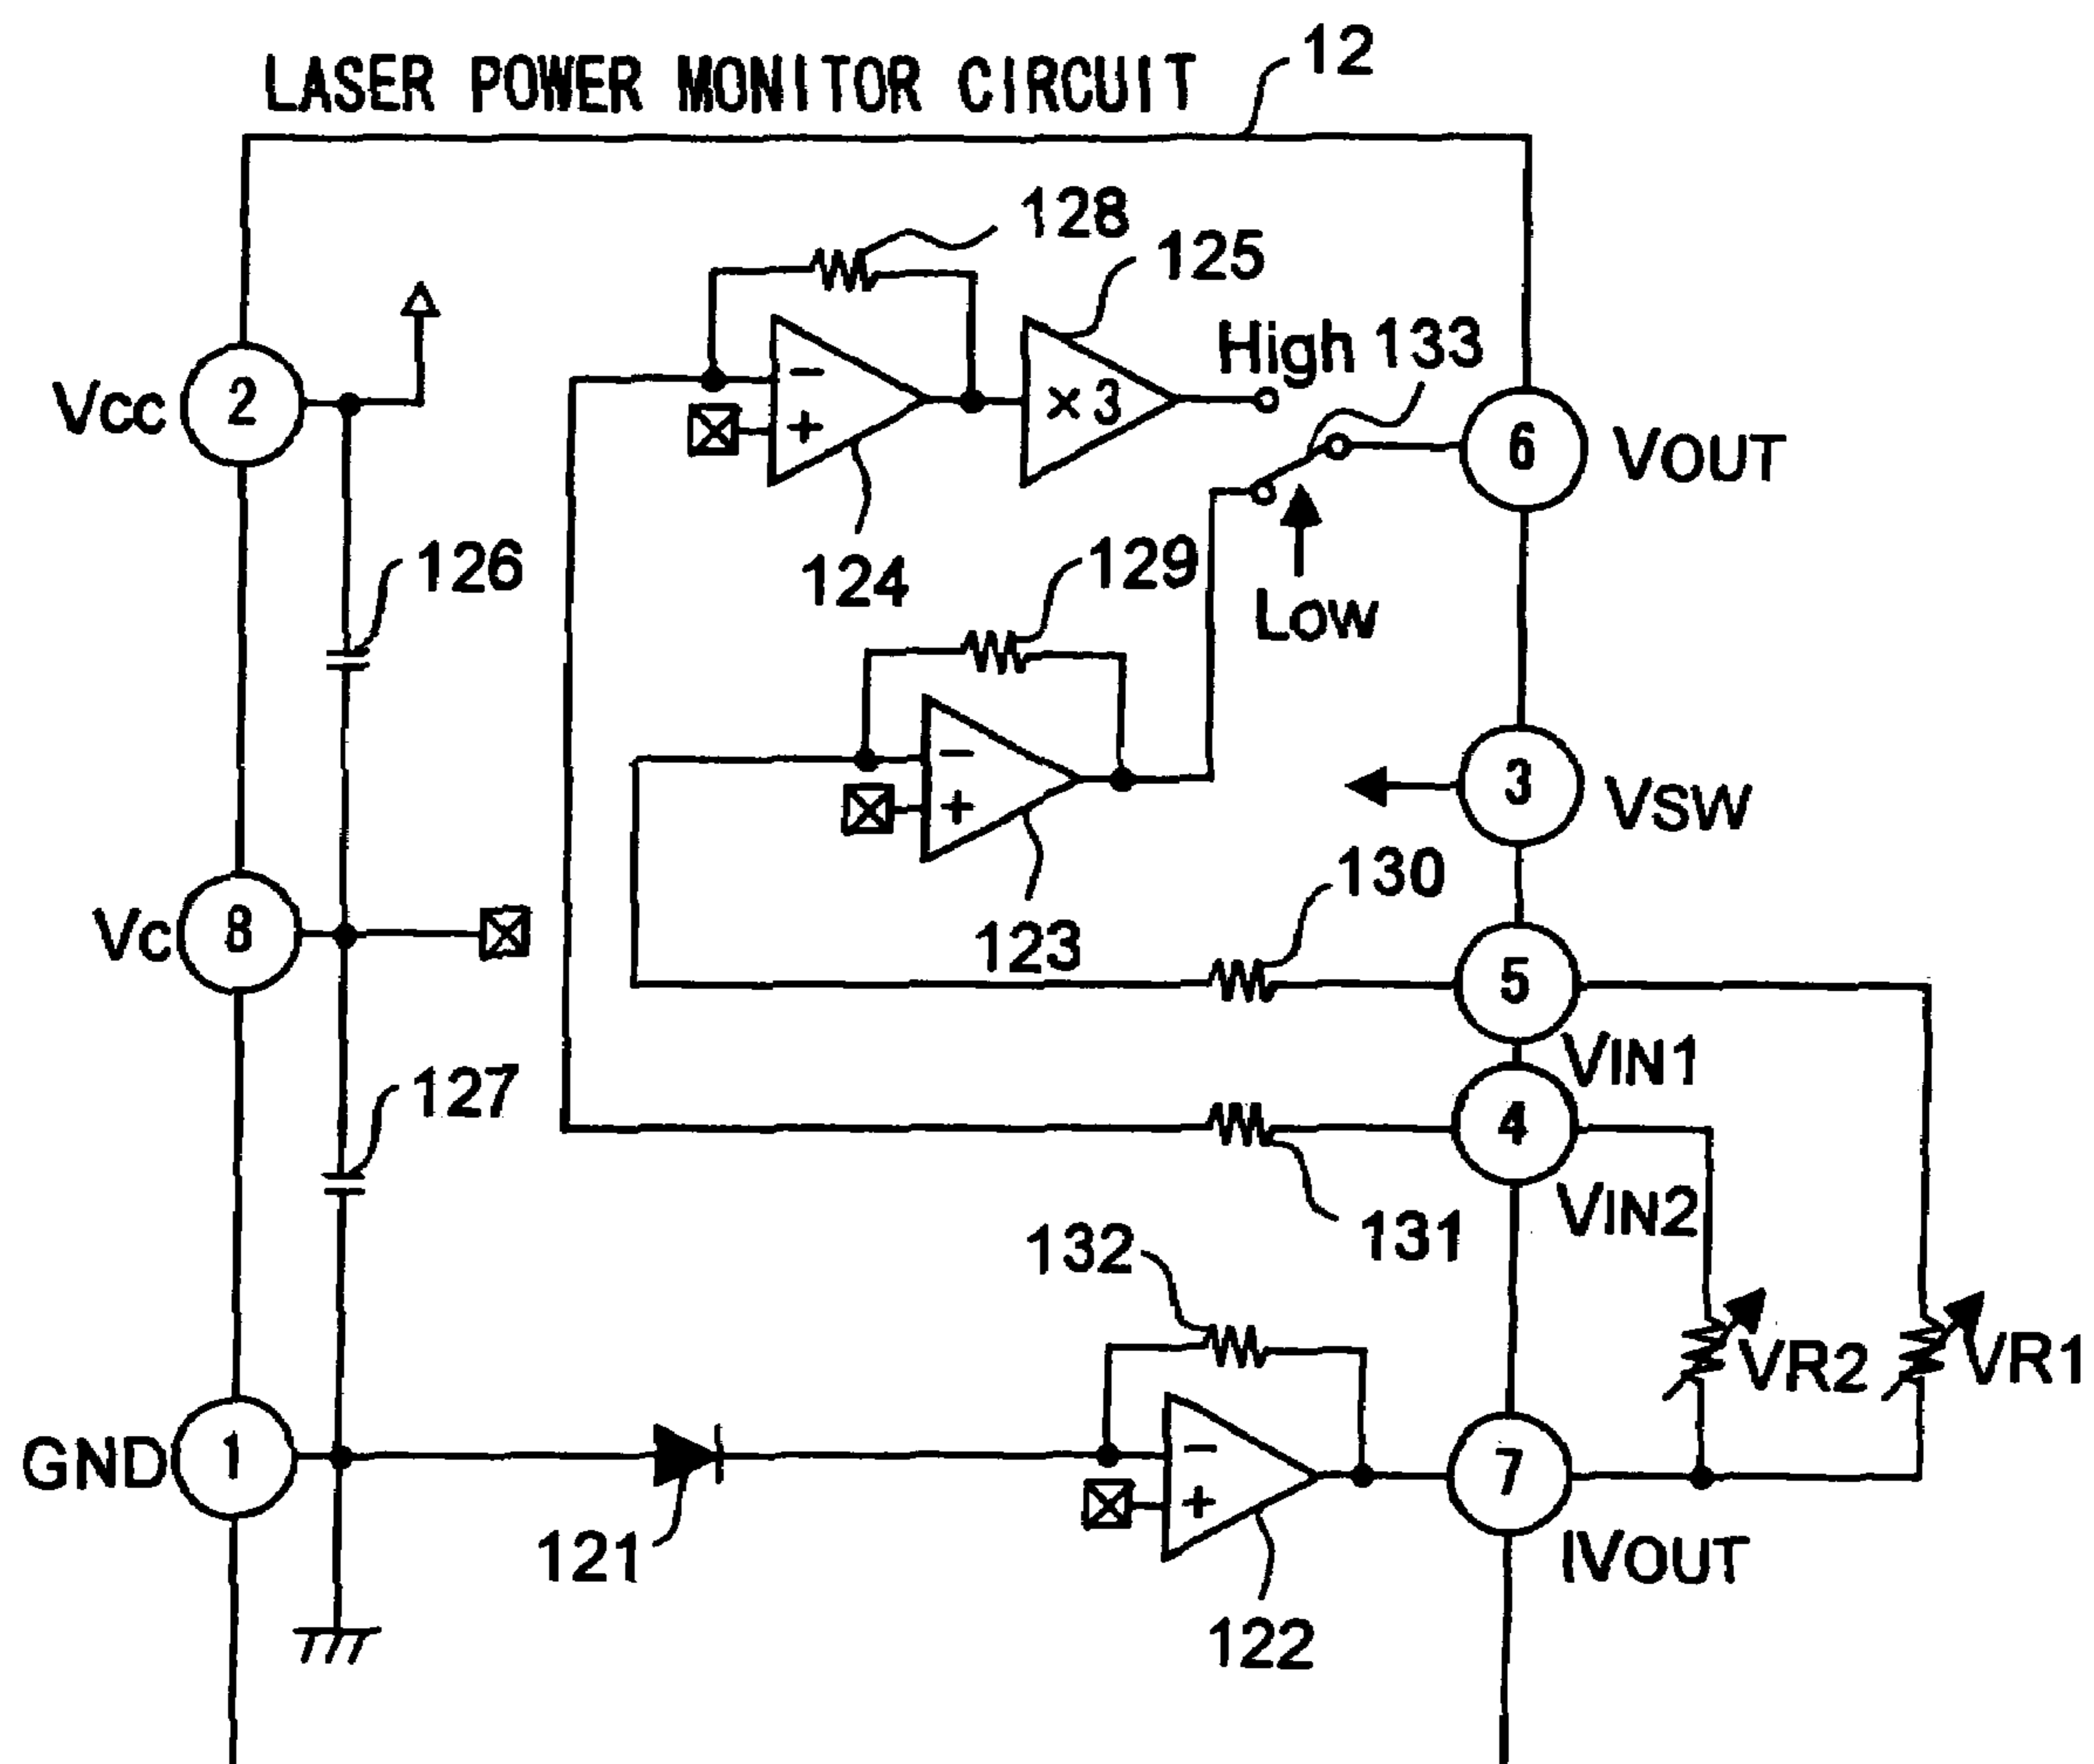 LASER POWER MONITOR CIRCUIT
12
128
125
High 133
- + ×3
2
Vcc
6
VOUT
126
124
129
Low
- +
3
VSW
123
130
8
Vc
5
VIN1
127
4
VIN2
131
132
VR2
VR1
1
GND
- +
7
IVOUT
121
122